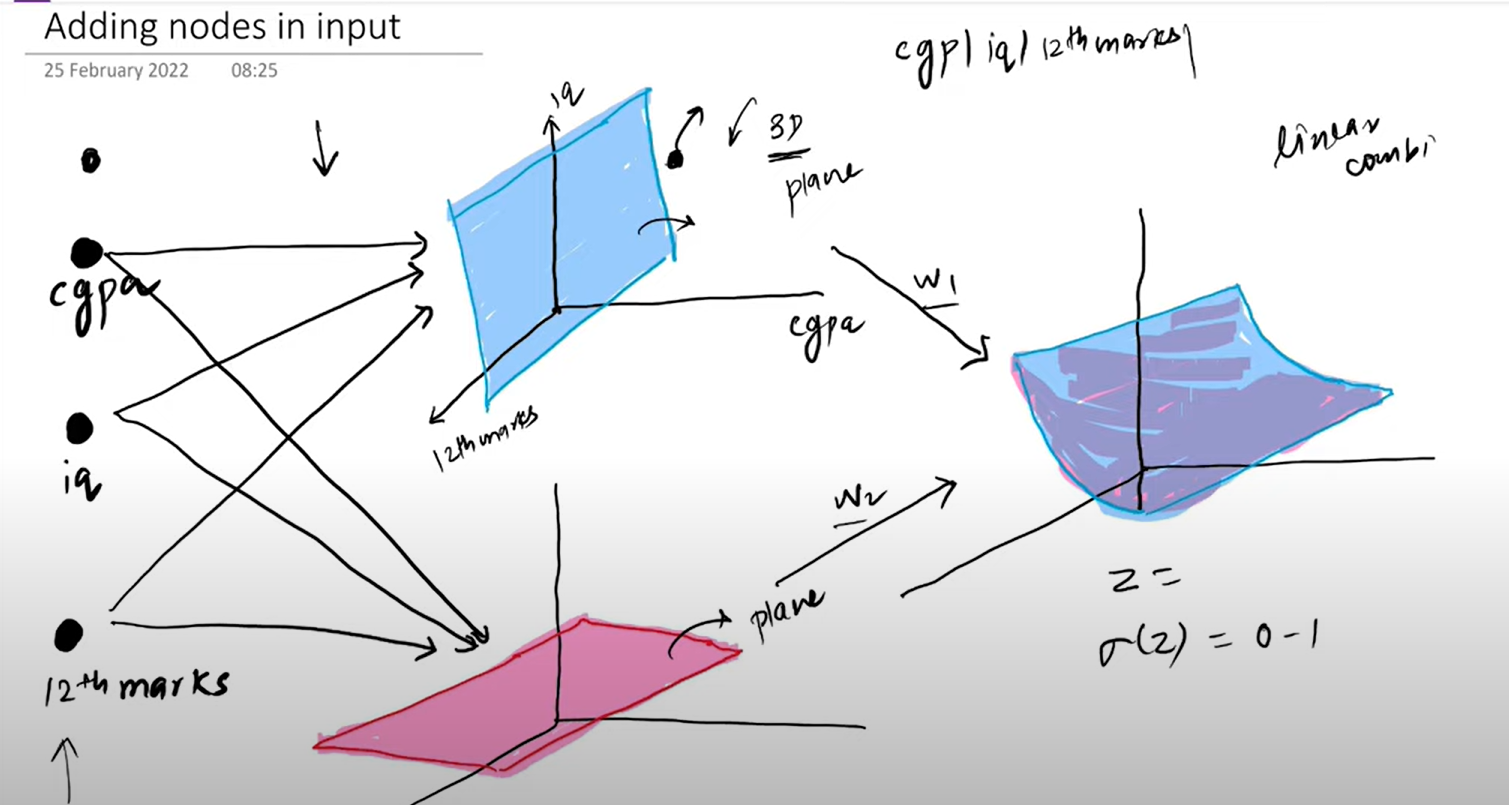 Adding nodes in input
25 February 2022 08:25
cgp| iq| 12th marks|
linear
combi
iq
3D
plane
cgpa
cgpa
w1
12th marks
iq
w2
plane
z =
σ(z) = 0-1
12th marks